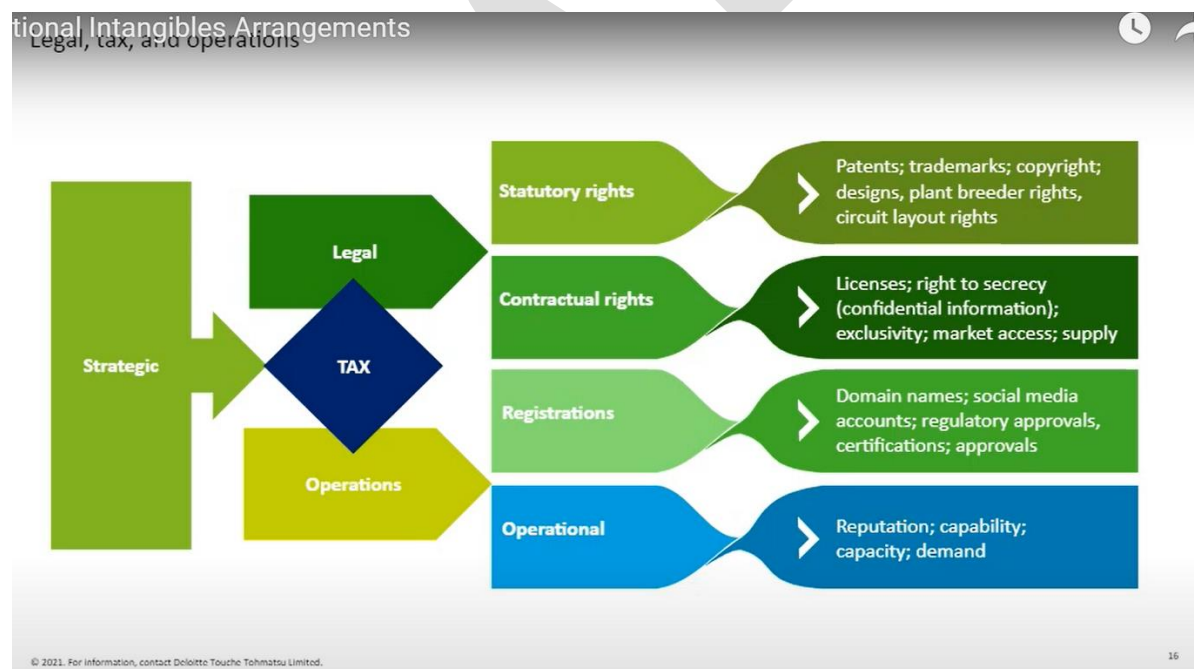 tional Intangibles Arrangements
Legal, tax, and operations
Strategic
Legal
TAX
Operations
Statutory rights
Patents; trademarks; copyright;
designs, plant breeder rights,
circuit layout rights
Contractual rights
Licenses; right to secrecy
(confidential information);
exclusivity; market access; supply
Registrations
Domain names; social media
accounts; regulatory approvals,
certifications; approvals
Operational
Reputation; capability;
capacity; demand
© 2021. For information, contact Deloitte Touche Tohmatsu Limited.
16